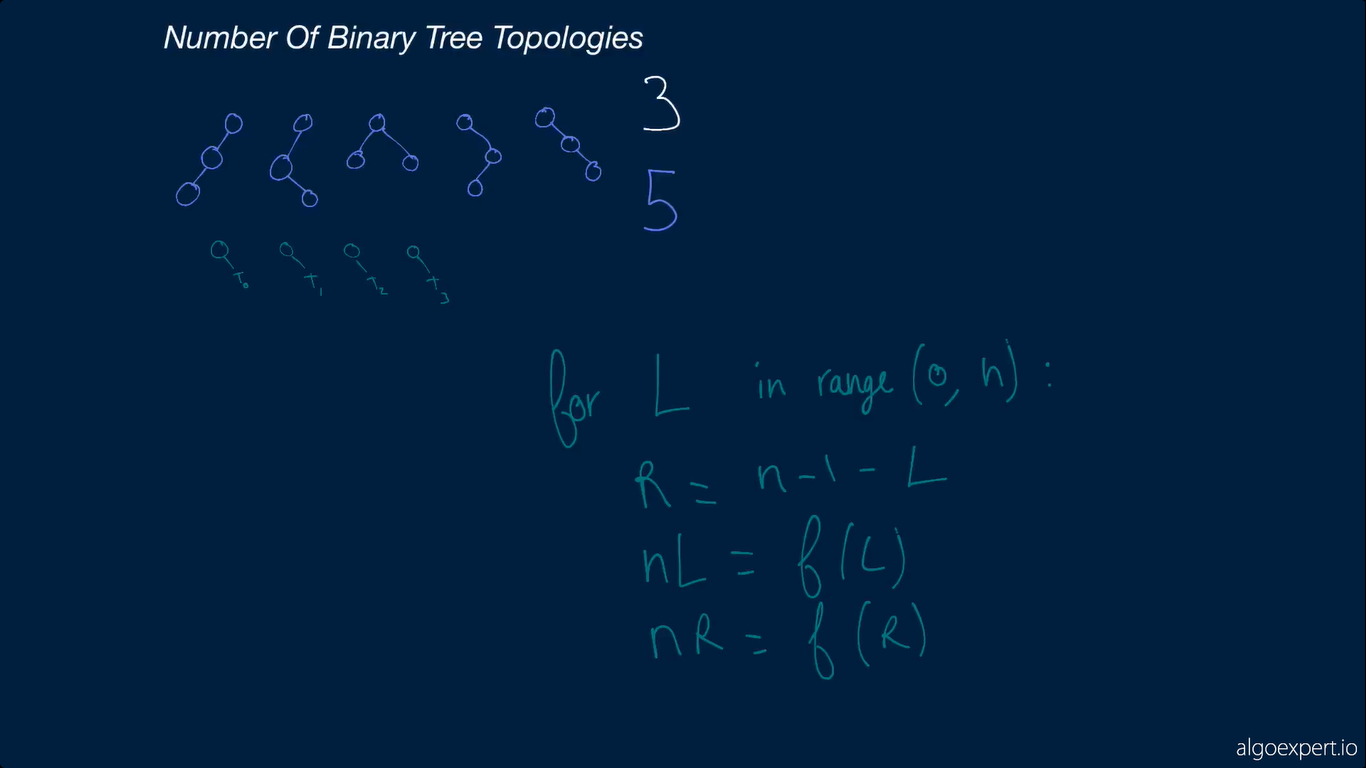 Number Of Binary Tree Topologies
3
5
T0 T1 T2 T3
for L in range (0, n) :
R = n - 1 - L
nL = f(L)
nR = f(R)
algoexpert.io